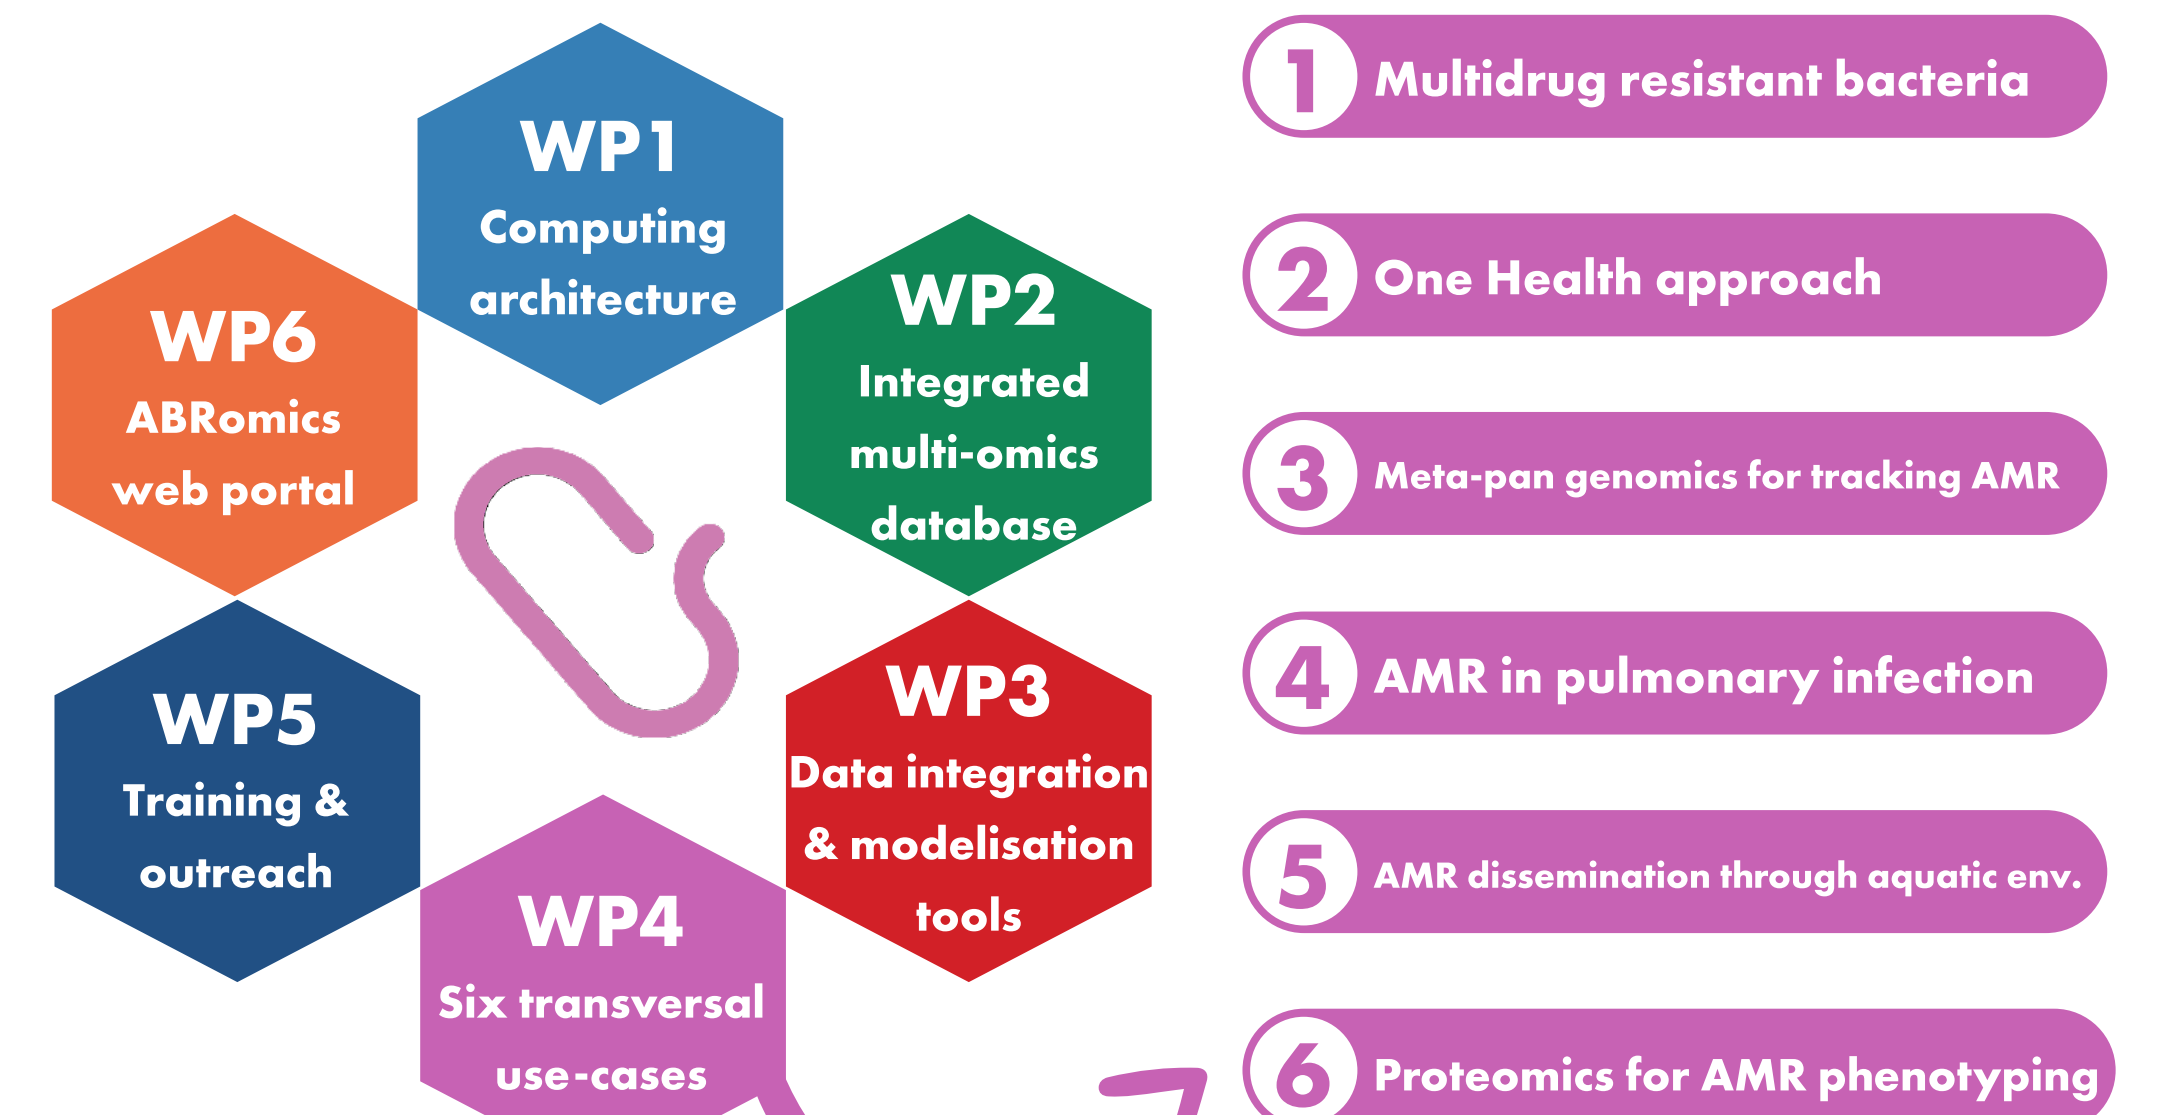 WP1
Computing
architecture
WP2
Integrated
multi-omics
database
WP3
Data integration
& modelisation
tools
WP4
Six transversal
use-cases
WP5
Training &
outreach
WP6
ABRomics
web portal
1 Multidrug resistant bacteria
2 One Health approach
3 Meta-pan genomics for tracking AMR
4 AMR in pulmonary infection
5 AMR dissemination through aquatic env.
6 Proteomics for AMR phenotyping